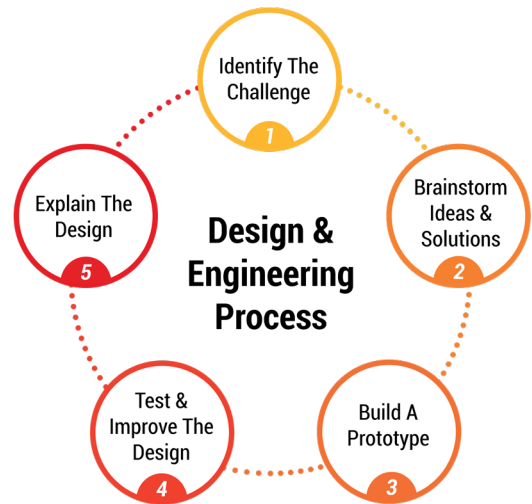 Identify The
Challenge
1
Brainstorm
Ideas &
Solutions
2
Build A
Prototype
3
Test &
Improve The
Design
4
Explain The
Design
5
Design &
Engineering
Process